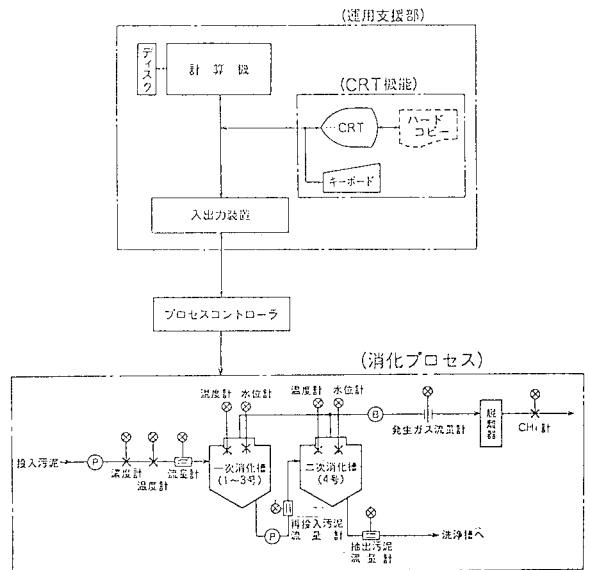 (運用支援部)
ディスク
計算機
(CRT機能)
…CRT
ハード
コピー
キーボード
入出力装置
プロセスコントローラ
(消化プロセス)
温度計 水位計
温度計 水位計
B
発生ガス流量計
脱離器
CH₄計
投入汚泥
P
濃度計
温度計
流量計
一次消化槽
(1~3号)
二次消化槽
(4号)
P
再投入汚泥
流量計
抽出汚泥
流量計
洗浄槽へ